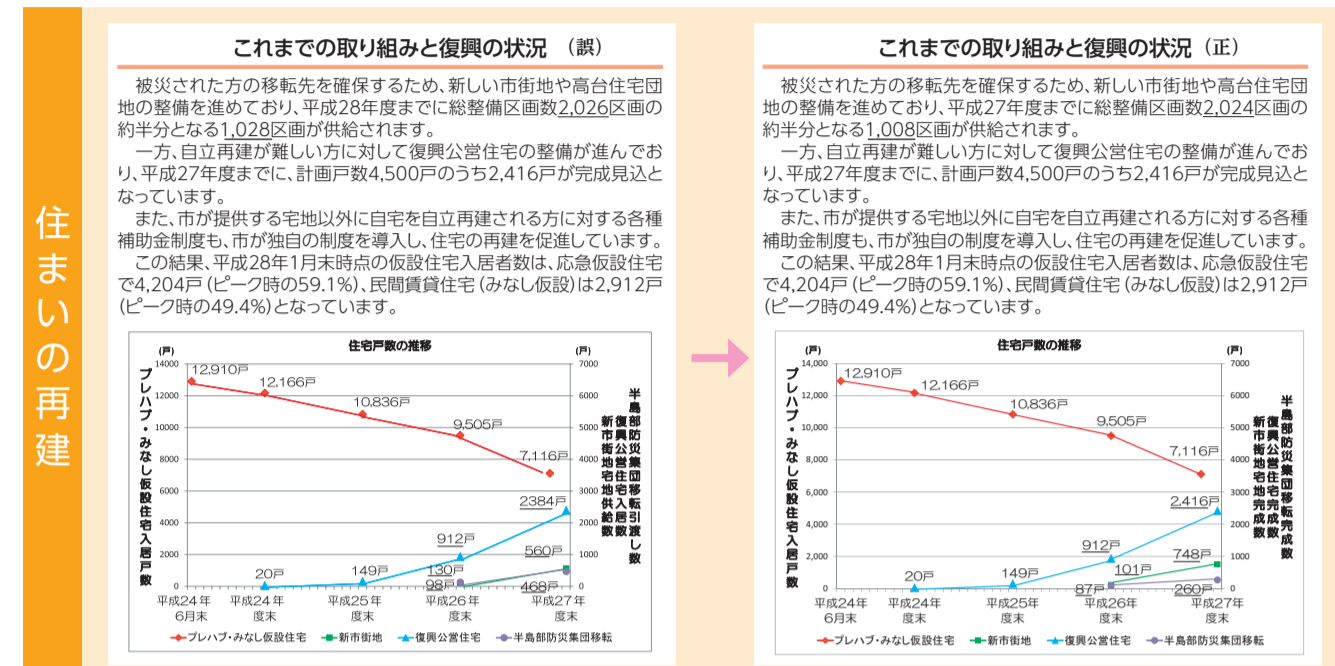 住まいの再建
これまでの取り組みと復興の状況 （誤）
被災された方の移転先を確保するため、新しい市街地や高台住宅団
地の整備を進めており、平成28年度までに総整備区画数2,026区画の
約半分となる1,028区画が供給されます。
一方、自立再建が難しい方に対して復興公営住宅の整備が進んでお
り、平成27年度までに、計画戸数4,500戸のうち2,416戸が完成見込と
なっています。
また、市が提供する宅地以外に自宅を自立再建される方に対する各種
補助金制度も、市が独自の制度を導入し、住宅の再建を促進しています。
この結果、平成28年1月末時点の仮設住宅入居者数は、応急仮設住宅
で4,204戸（ピーク時の59.1%）、民間賃貸住宅（みなし仮設）は2,912戸
（ピーク時の49.4%）となっています。
住宅戸数の推移
(戸)
(戸)
プレハブ・みなし仮設住宅入居戸数
14000
12000
10000
8000
6000
4000
2000
0
12,910戸
12,166戸
10,836戸
9,505戸
7,116戸
2384戸
912戸
560戸
149戸
130戸
20戸
98戸
468戸
7000
6000
5000
4000
3000
2000
1000
0
新市街地宅地供給数
復興公営住宅入居数
半島部防災集団移転引渡し数
平成24年
6月末
平成24年
度末
平成25年
度末
平成26年
度末
平成27年
度末
プレハブ・みなし仮設住宅 新市街地 復興公営住宅 半島部防災集団移転
これまでの取り組みと復興の状況（正）
被災された方の移転先を確保するため、新しい市街地や高台住宅団
地の整備を進めており、平成27年度までに総整備区画数2,024区画の
約半分となる1,008区画が供給されます。
一方、自立再建が難しい方に対して復興公営住宅の整備が進んでお
り、平成27年度までに、計画戸数4,500戸のうち2,416戸が完成見込と
なっています。
また、市が提供する宅地以外に自宅を自立再建される方に対する各種
補助金制度も、市が独自の制度を導入し、住宅の再建を促進しています。
この結果、平成28年1月末時点の仮設住宅入居者数は、応急仮設住宅
で4,204戸（ピーク時の59.1%）、民間賃貸住宅（みなし仮設）は2,912戸
（ピーク時の49.4%）となっています。
住宅戸数の推移
(戸)
(戸)
プレハブ・みなし仮設住宅入居戸数
14,000
12,000
10,000
8,000
6,000
4,000
2,000
0
12,910戸
12,166戸
10,836戸
9,505戸
7,116戸
2,416戸
912戸
748戸
149戸
101戸
20戸
87戸
260戸
7000
6000
5000
4000
3000
2000
1000
0
新市街地宅地完成数
復興公営住宅完成数
半島部防災集団移転完成数
平成24年
6月末
平成24年
度末
平成25年
度末
平成26年
度末
平成27年
度末
プレハブ・みなし仮設住宅 新市街地 復興公営住宅 半島部防災集団移転